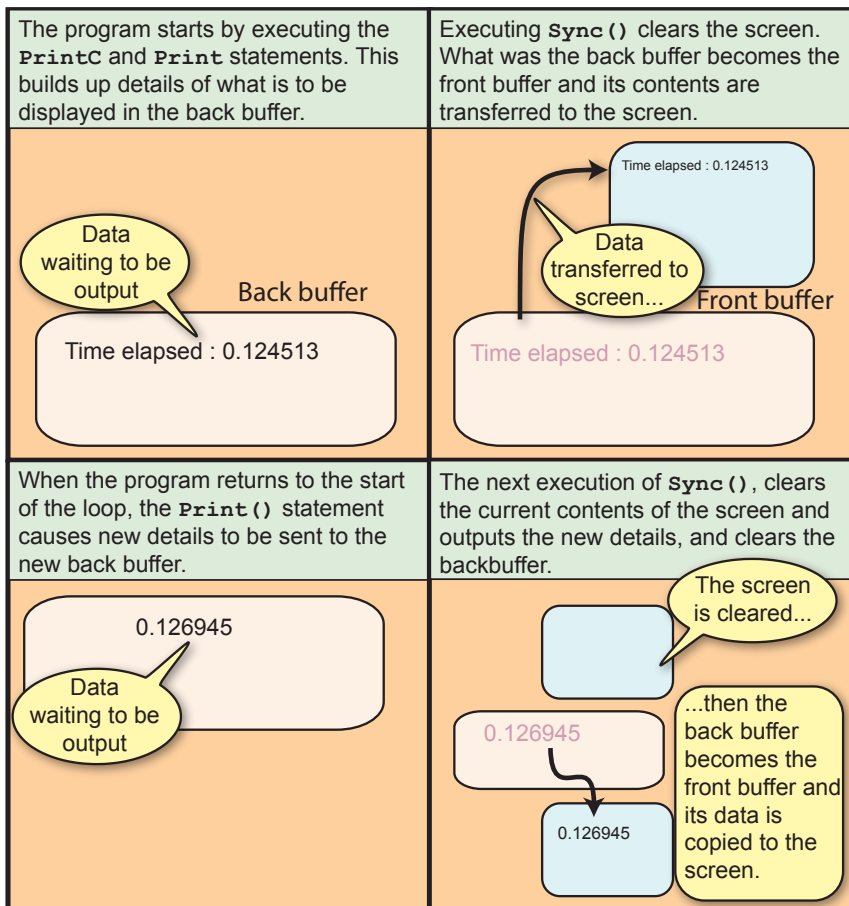 The program starts by executing the
PrintC and Print statements. This
builds up details of what is to be
displayed in the back buffer.
Data
waiting to be
output
Back buffer
Time elapsed : 0.124513
Executing Sync() clears the screen.
What was the back buffer becomes the
front buffer and its contents are
transferred to the screen.
Time elapsed : 0.124513
Data
transferred to
screen...
Front buffer
Time elapsed : 0.124513
When the program returns to the start
of the loop, the Print() statement
causes new details to be sent to the
new back buffer.
0.126945
Data
waiting to be
output
The next execution of Sync(), clears
the current contents of the screen and
outputs the new details, and clears the
backbuffer.
The screen
is cleared...
0.126945
...then the
back buffer
becomes the
front buffer and
its data is
copied to the
screen.
0.126945